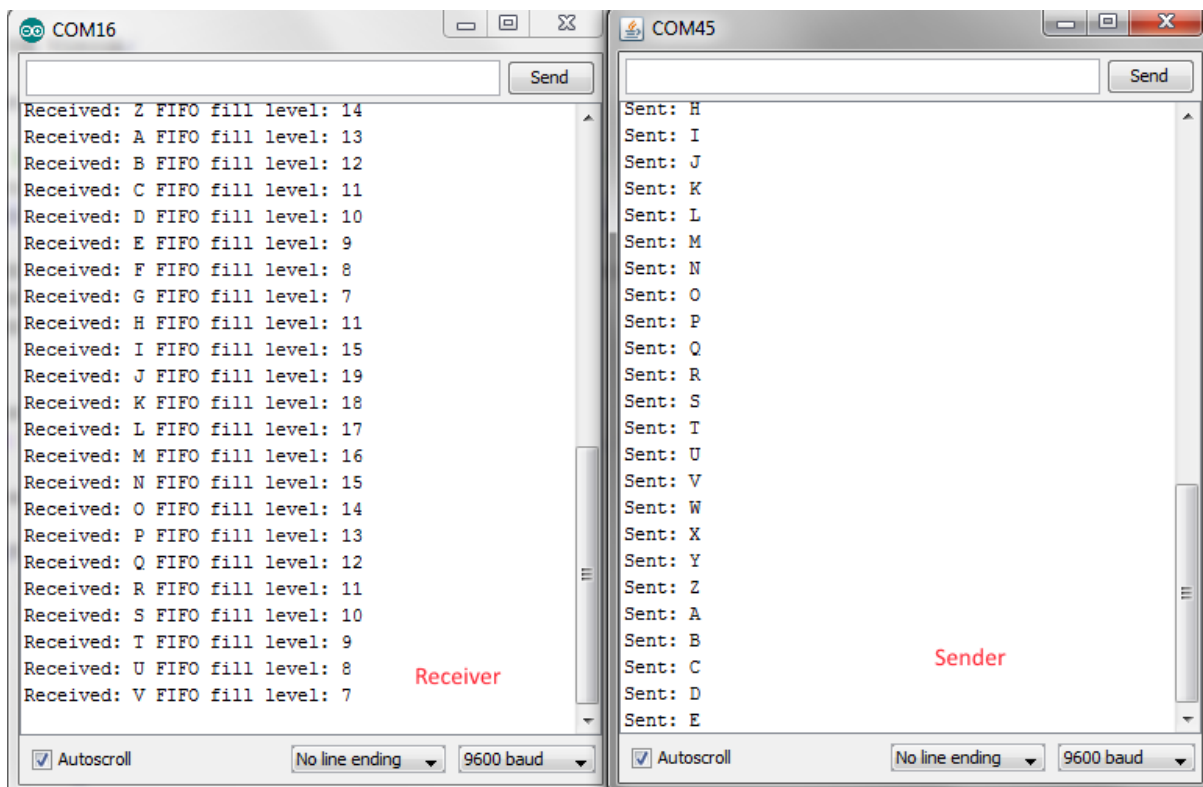 COM16
Send
Received: Z FIFO fill level: 14
Received: A FIFO fill level: 13
Received: B FIFO fill level: 12
Received: C FIFO fill level: 11
Received: D FIFO fill level: 10
Received: E FIFO fill level: 9
Received: F FIFO fill level: 8
Received: G FIFO fill level: 7
Received: H FIFO fill level: 11
Received: I FIFO fill level: 15
Received: J FIFO fill level: 19
Received: K FIFO fill level: 18
Received: L FIFO fill level: 17
Received: M FIFO fill level: 16
Received: N FIFO fill level: 15
Received: O FIFO fill level: 14
Received: P FIFO fill level: 13
Received: Q FIFO fill level: 12
Received: R FIFO fill level: 11
Received: S FIFO fill level: 10
Received: T FIFO fill level: 9
Received: U FIFO fill level: 8
Received: V FIFO fill level: 7
Receiver
Autoscroll
No line ending
9600 baud
COM45
Send
Sent: H
Sent: I
Sent: J
Sent: K
Sent: L
Sent: M
Sent: N
Sent: O
Sent: P
Sent: Q
Sent: R
Sent: S
Sent: T
Sent: U
Sent: V
Sent: W
Sent: X
Sent: Y
Sent: Z
Sent: A
Sent: B
Sent: C
Sent: D
Sent: E
Sender
Autoscroll
No line ending
9600 baud